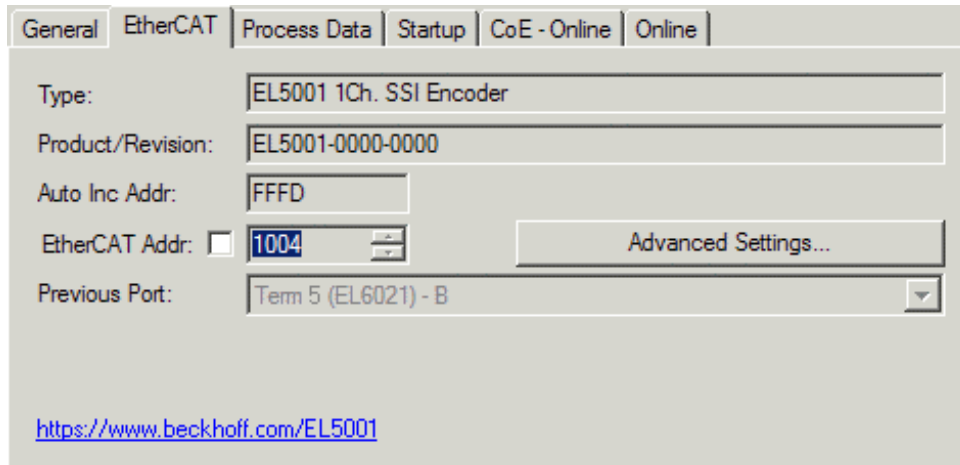 General EtherCAT Process Data Startup CoE - Online Online
Type: EL5001 1Ch. SSI Encoder
Product/Revision: EL5001-0000-0000
Auto Inc Addr: FFFD
EtherCAT Addr: 1004 Advanced Settings...
Previous Port: Term 5 (EL6021) - B
https://www.beckhoff.com/EL5001